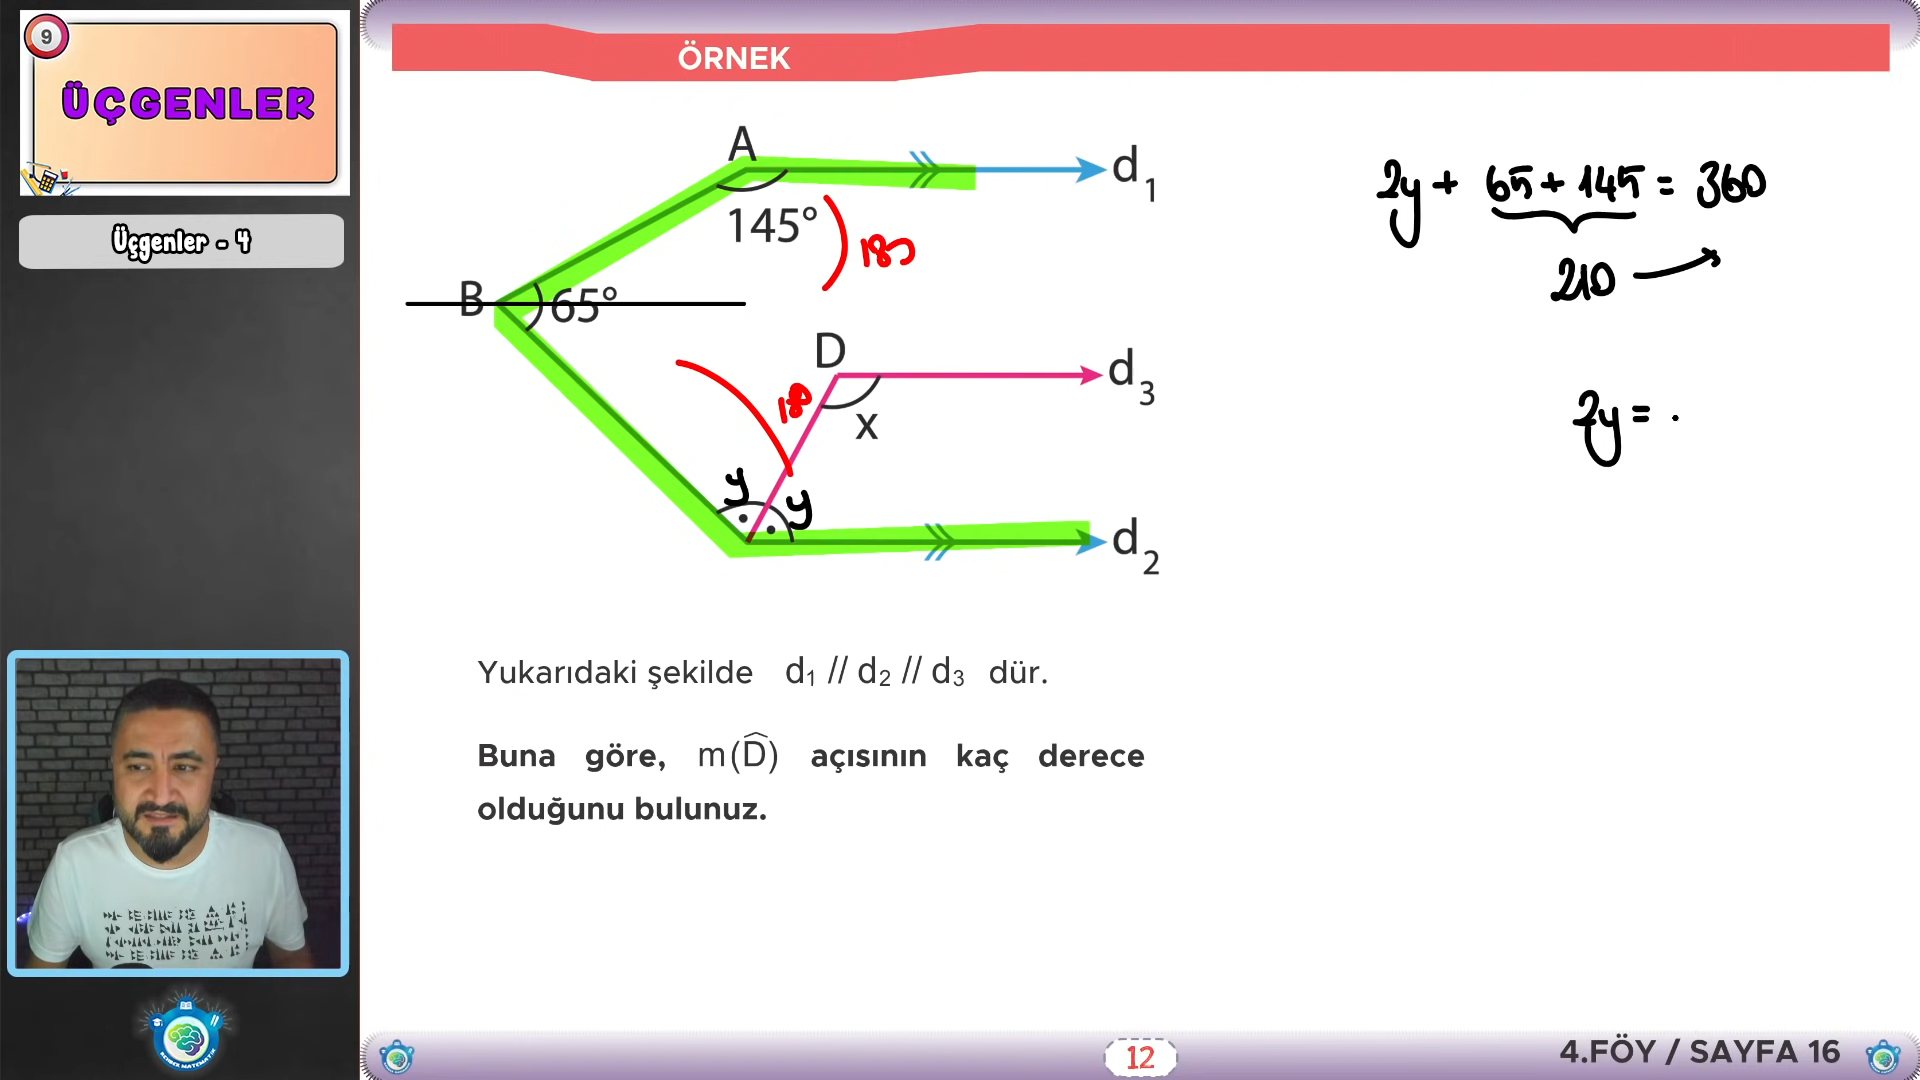 9
ÜÇGENLER
Üçgenler - 4
ÖRNEK
A
d1
145°
180
B
65°
D
d3
180
x
y
y
d2
2y + 65 + 145 = 360
210
2y = .
Yukarıdaki şekilde d1 // d2 // d3 dür.
Buna göre, m(D̂) açısının kaç derece
olduğunu bulunuz.
12
4.FÖY / SAYFA 16